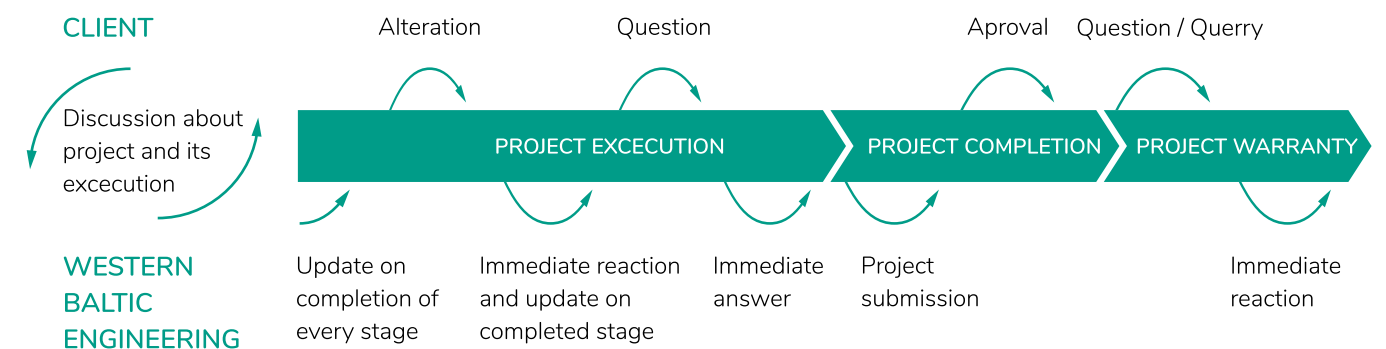 CLIENT
Alteration
Question
Aproval
Question / Querry
Discussion about
project and its
excecution
PROJECT EXCECUTION
PROJECT COMPLETION
PROJECT WARRANTY
WESTERN
BALTIC
ENGINEERING
Update on
completion of
every stage
Immediate reaction
and update on
completed stage
Immediate
answer
Project
submission
Immediate
reaction